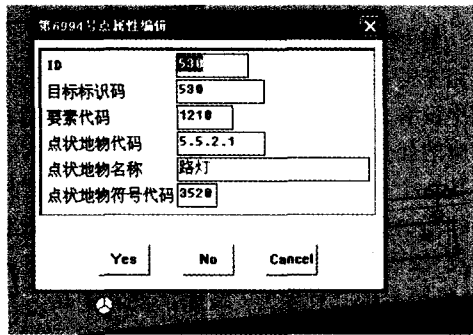 第6994号点属性编辑
ID 530
目标标识码 530
要素代码 1210
点状地物代码 5.5.2.1
点状地物名称 路灯
点状地物符号代码 3520
Yes No Cancel